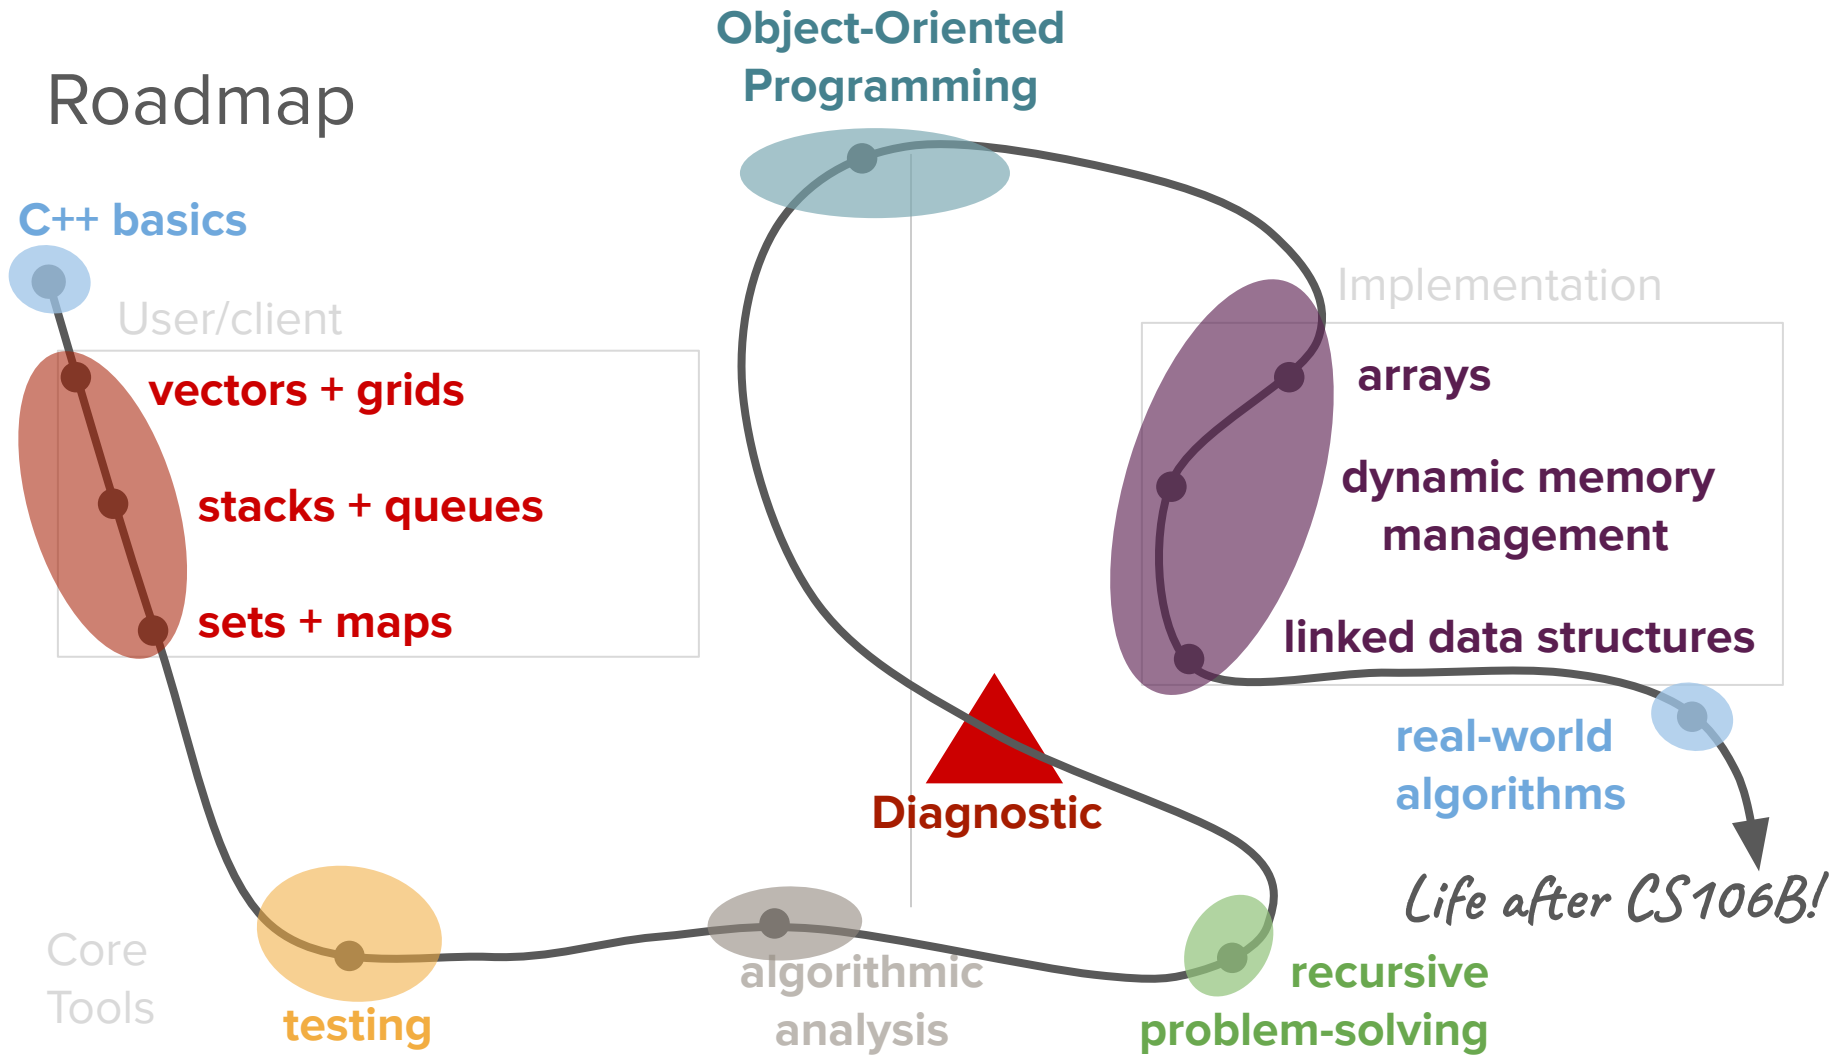 Roadmap
Object-Oriented
Programming
C++ basics
User/client
vectors + grids
stacks + queues
sets + maps
Implementation
arrays
dynamic memory
management
linked data structures
real-world
algorithms
Diagnostic
Life after CS106B!
Core
Tools
testing
algorithmic
analysis
recursive
problem-solving